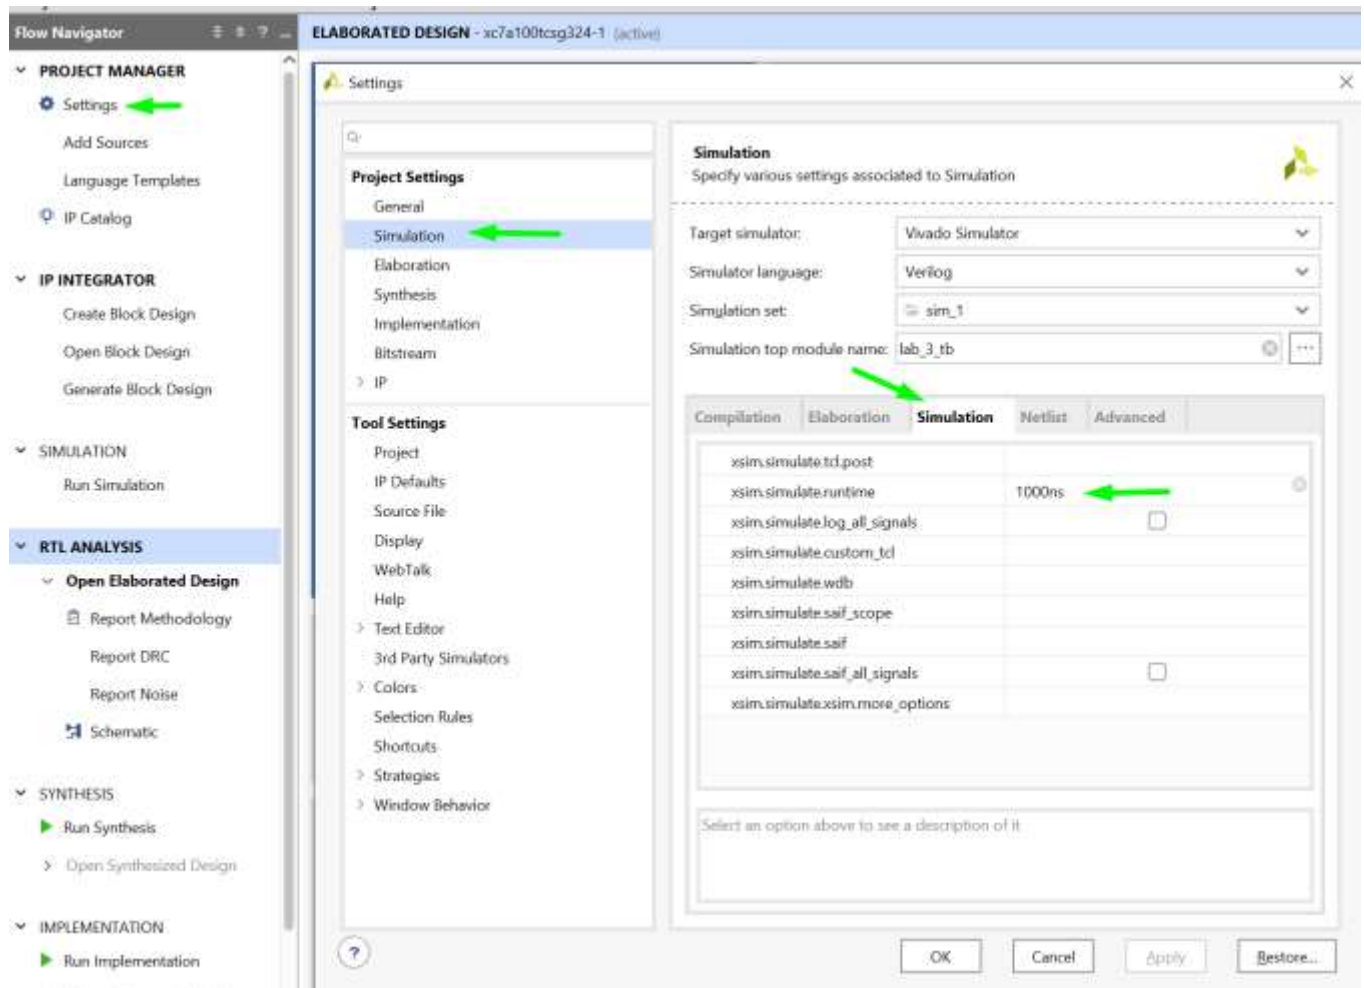 Flow Navigator
?
PROJECT MANAGER
Settings
Add Sources
Language Templates
IP Catalog
IP INTEGRATOR
Create Block Design
Open Block Design
Generate Block Design
SIMULATION
Run Simulation
RTL ANALYSIS
Open Elaborated Design
Report Methodology
Report DRC
Report Noise
Schematic
SYNTHESIS
Run Synthesis
Open Synthesized Design
IMPLEMENTATION
Run Implementation
ELABORATED DESIGN - xc7a100tcsg324-1 (active)
Settings
Project Settings
General
Simulation
Elaboration
Synthesis
Implementation
Bitstream
IP
Tool Settings
Project
IP Defaults
Source File
Display
WebTalk
Help
Text Editor
3rd Party Simulators
Colors
Selection Rules
Shortcuts
Strategies
Window Behavior
Simulation
Specify various settings associated to Simulation
Target simulator: Vivado Simulator
Simulator language: Verilog
Simulation set: sim_1
Simulation top module name: lab_3_tb
Compilation Elaboration Simulation Netlist Advanced
xsim.simulate.tcl.post
xsim.simulate.runtime 1000ns
xsim.simulate.log_all_signals
xsim.simulate.custom_tcl
xsim.simulate.wdb
xsim.simulate.saif_scope
xsim.simulate.saif
xsim.simulate.saif_all_signals
xsim.simulate.xsim.more_options
Select an option above to see a description of it
?
OK Cancel Apply Restore...